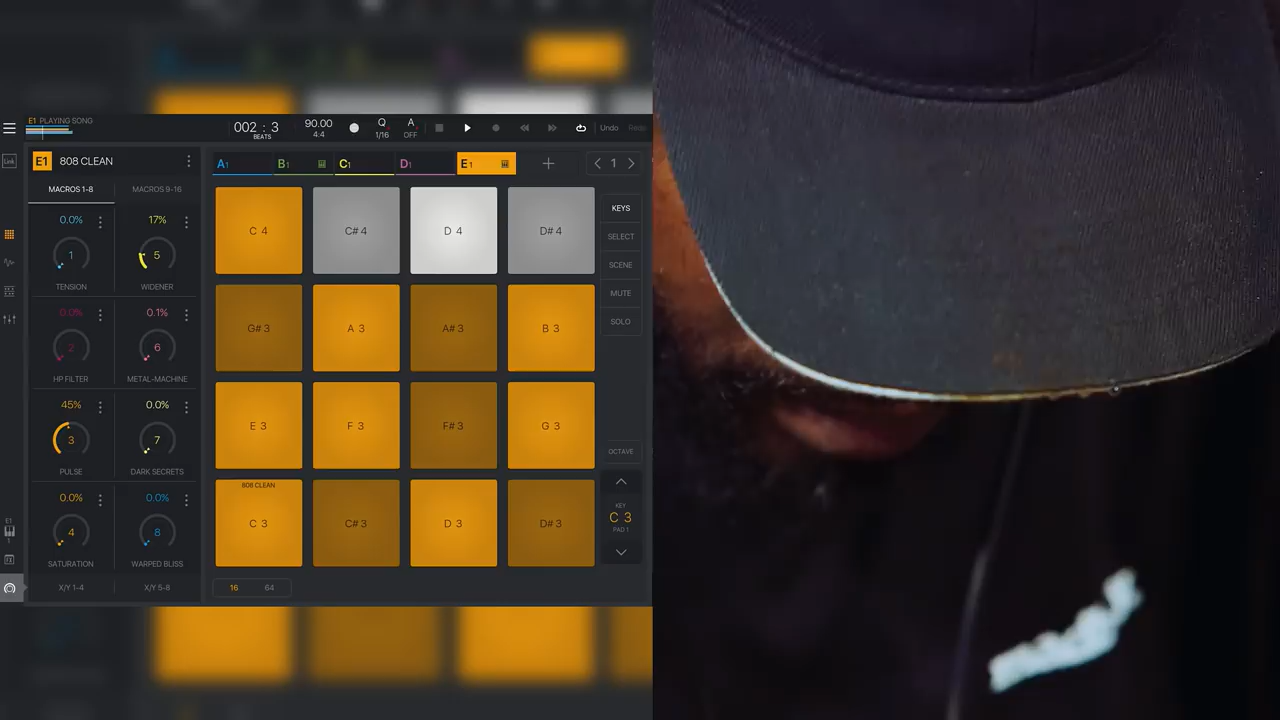 E1 PLAYING SONG
002 : 3
BEATS
90.00
4:4
Q
1/16
A
OFF
Undo
Redo
Link
E1 808 CLEAN
MACROS 1-8
MACROS 9-16
0.0%
1
TENSION
17%
5
WIDENER
0.0%
2
HP FILTER
0.1%
6
METAL-MACHINE
45%
3
PULSE
0.0%
7
DARK SECRETS
0.0%
4
SATURATION
0.0%
8
WARPED BLISS
X/Y 1-4
X/Y 5-8
E1
1
A1
B1
C1
D1
E1
1
C 4
C# 4
D 4
D# 4
G# 3
A 3
A# 3
B 3
E 3
F 3
F# 3
G 3
808 CLEAN
C 3
C# 3
D 3
D# 3
16
64
KEYS
SELECT
SCENE
MUTE
SOLO
OCTAVE
KEY
C 3
PAD 1